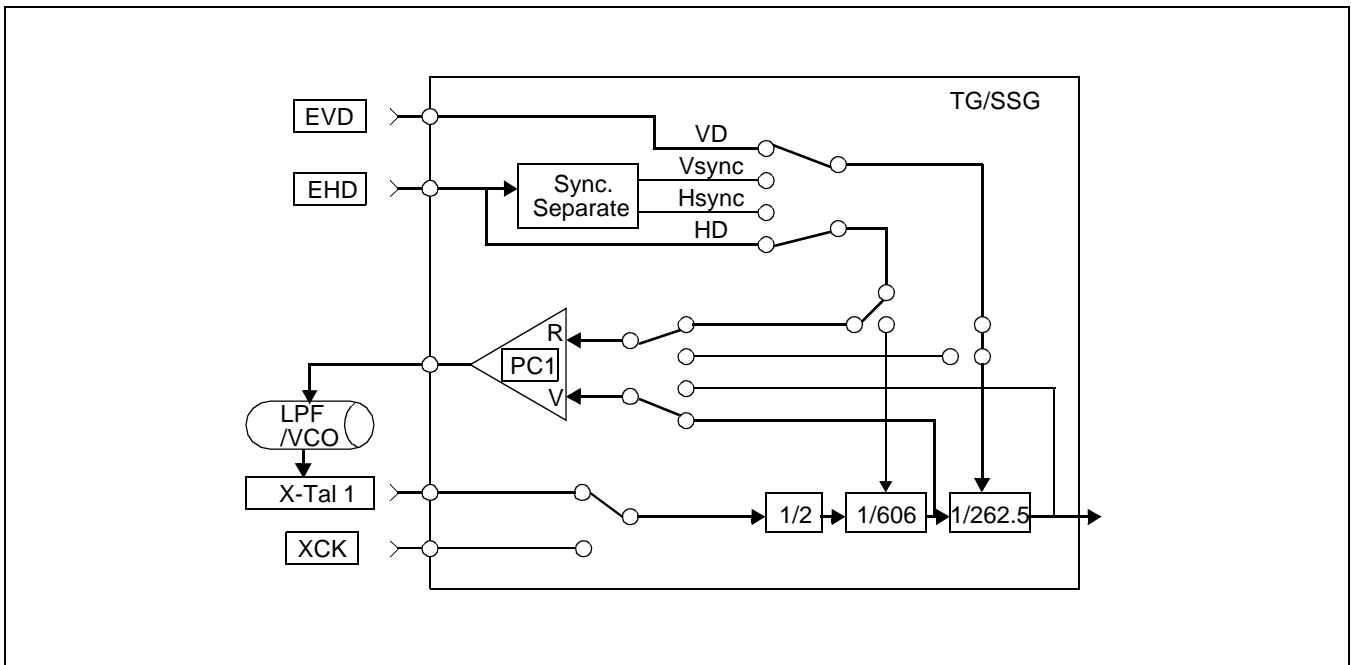 TG/SSG
EVD
VD
Vsync
EHD
Sync.
Separate
Hsync
HD
R
PC1
V
LPF
/VCO
X-Tal 1
1/2
1/606
1/262.5
XCK